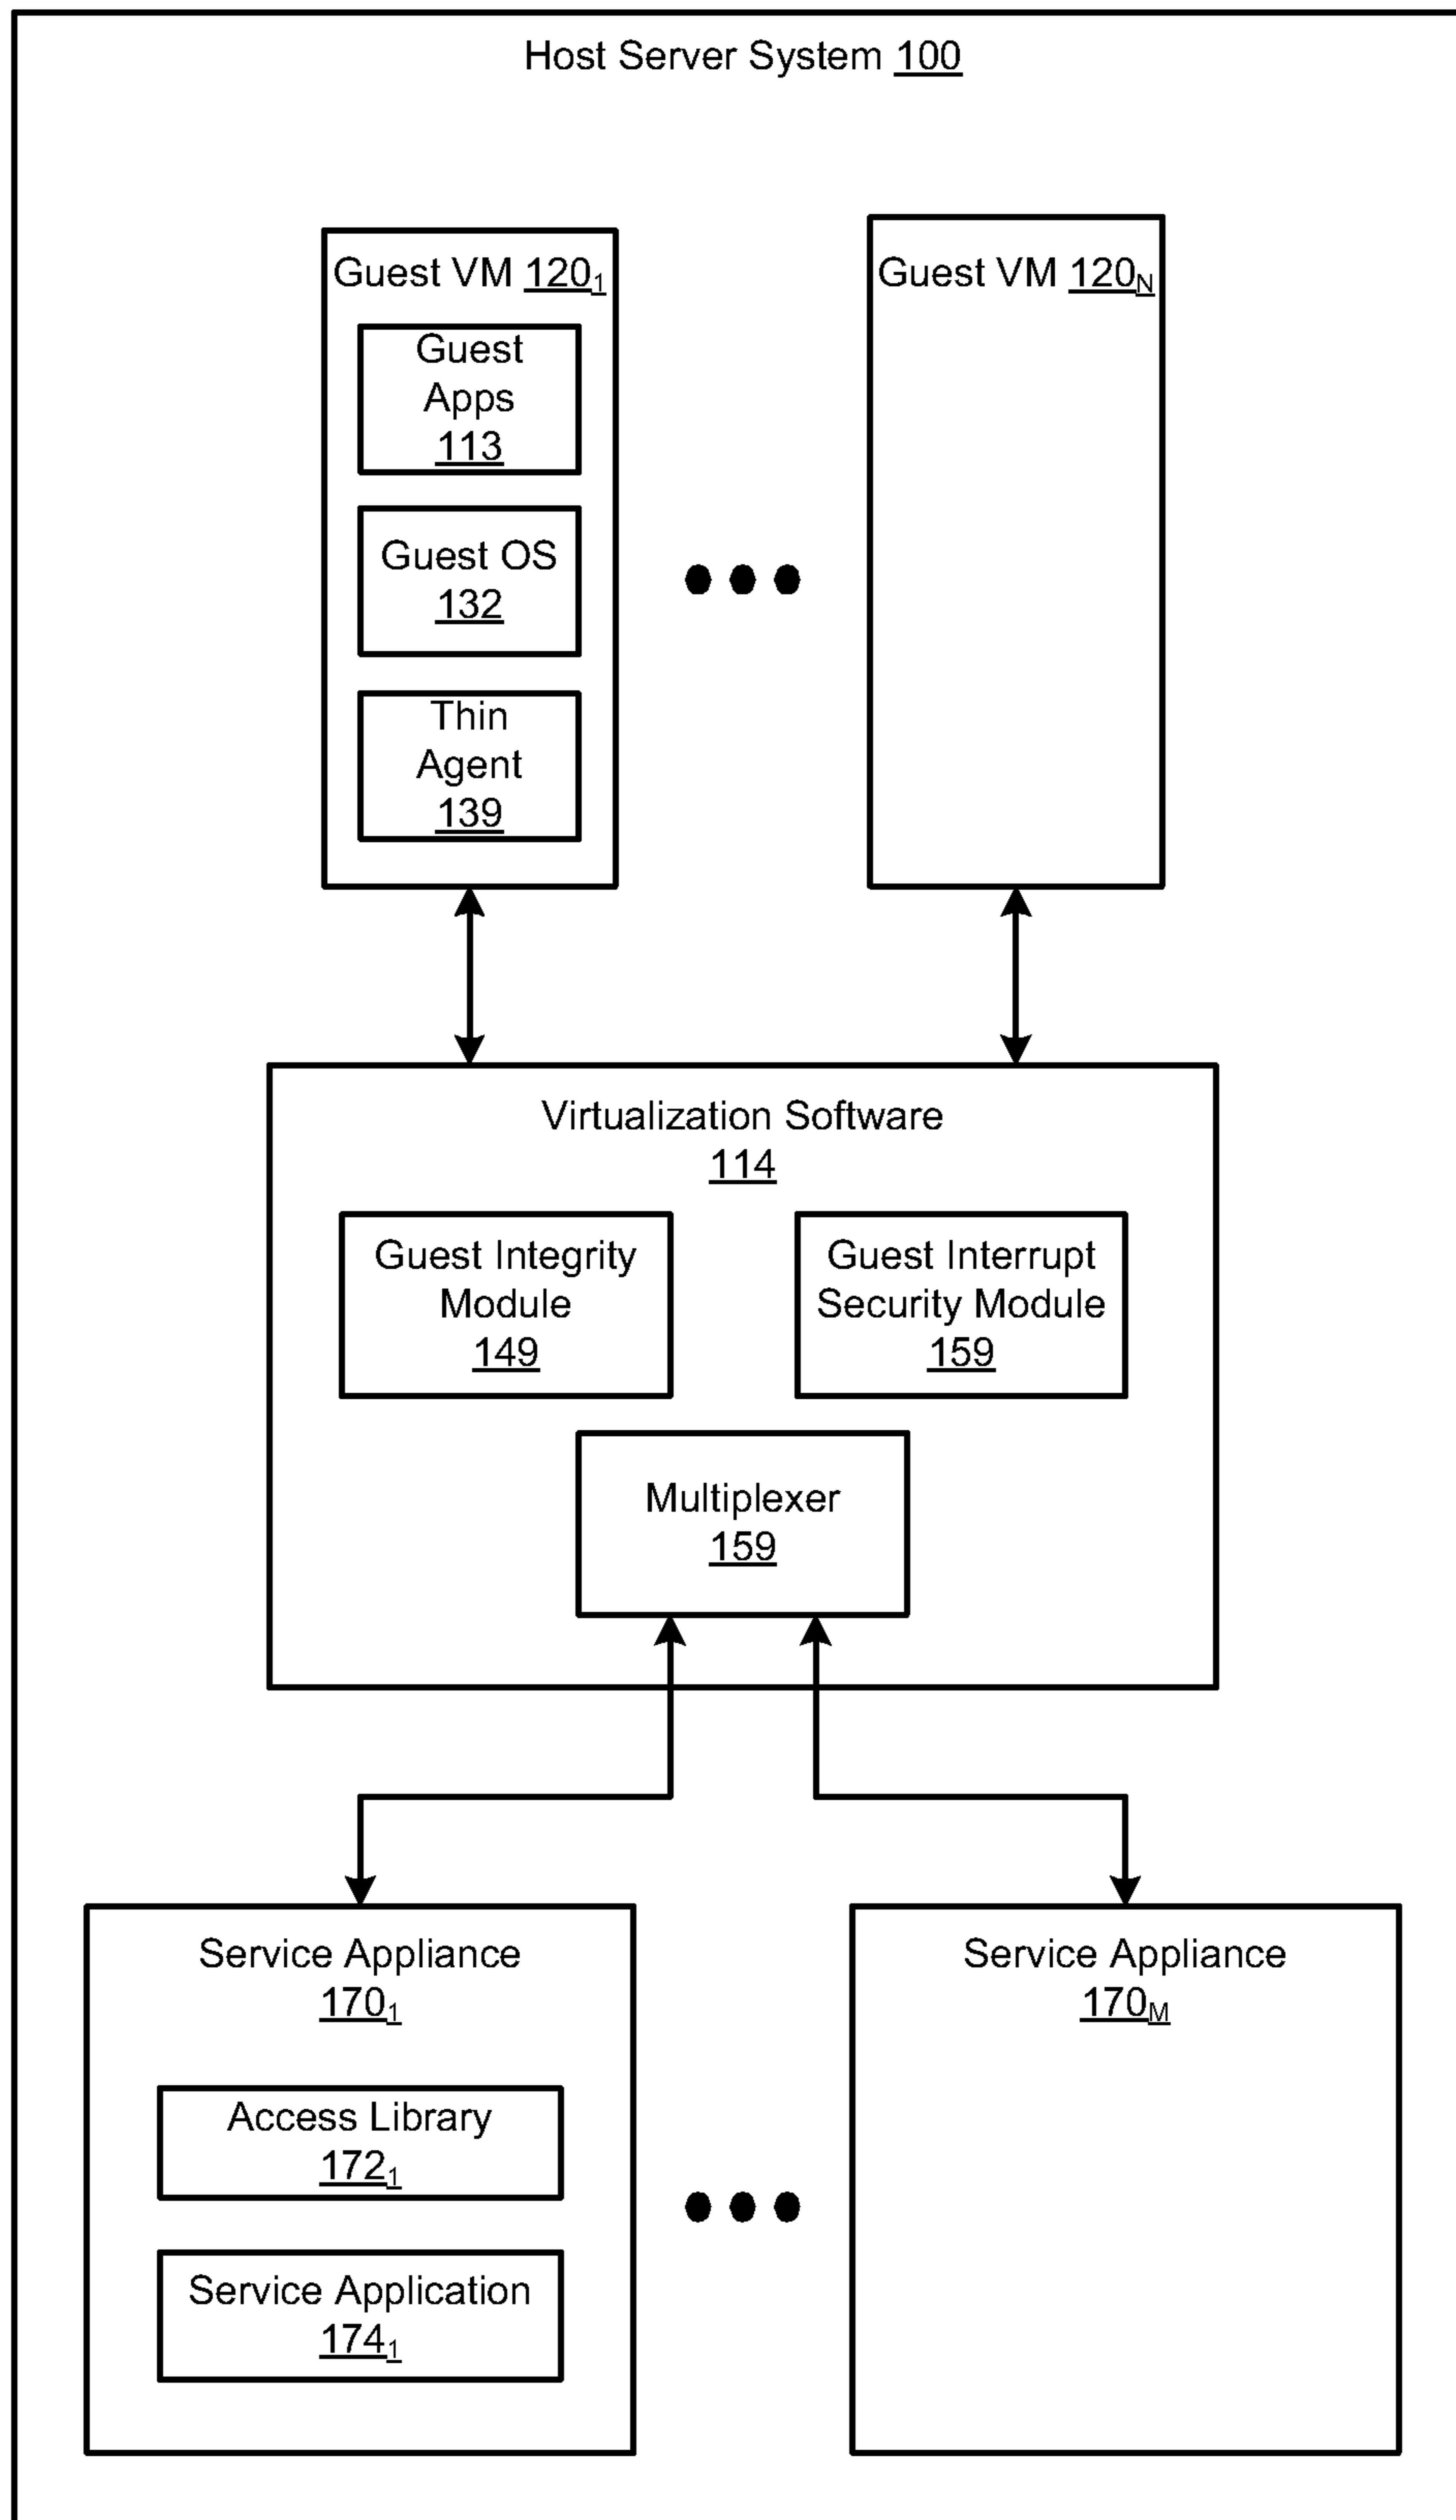 Host Server System 100
Guest VM 120₁
Guest
Apps
113
Guest OS
132
Thin
Agent
139
Guest VM 120_N
Virtualization Software
114
Guest Integrity
Module
149
Guest Interrupt
Security Module
159
Multiplexer
159
Service Appliance
170₁
Access Library
172₁
Service Application
174₁
Service Appliance
170_M